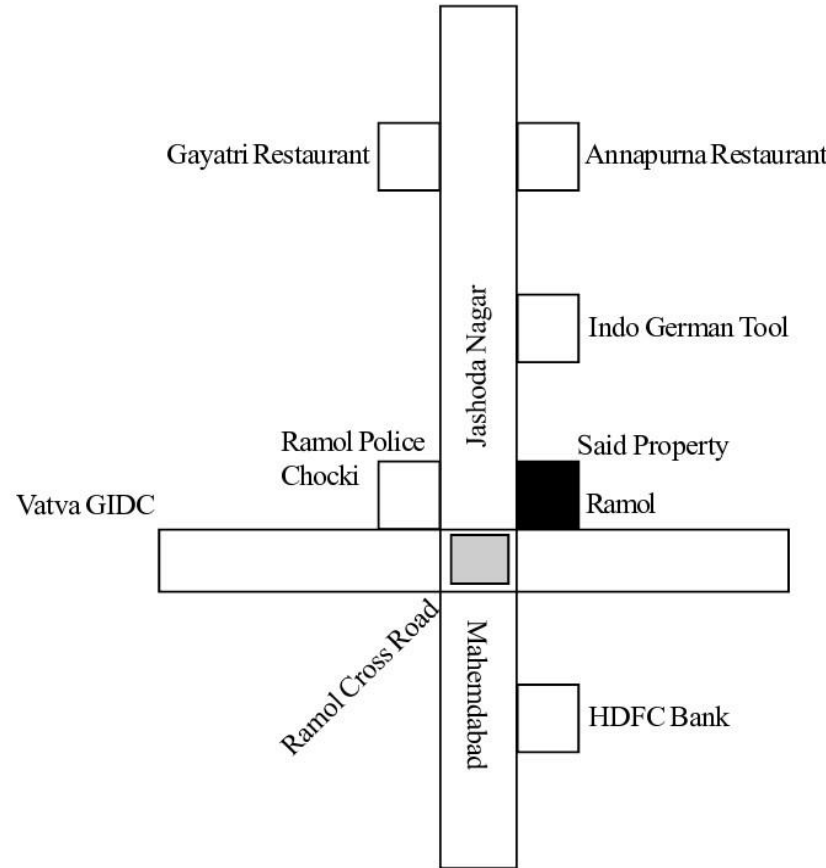 Gayatri Restaurant
Annapurna Restaurant
Jashoda Nagar
Indo German Tool
Ramol Police
Chocki
Said Property
Vatva GIDC
Ramol
Ramol Cross Road
Mahemdabad
HDFC Bank